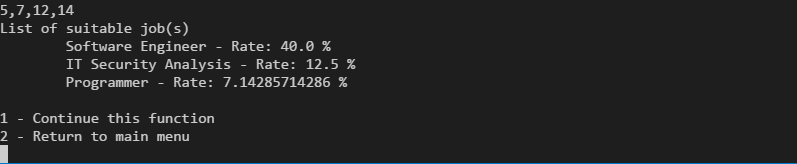 5,7,12,14
List of suitable job(s)
Software Engineer - Rate: 40.0 %
IT Security Analysis - Rate: 12.5 %
Programmer - Rate: 7.14285714286 %
1 - Continue this function
2 - Return to main menu